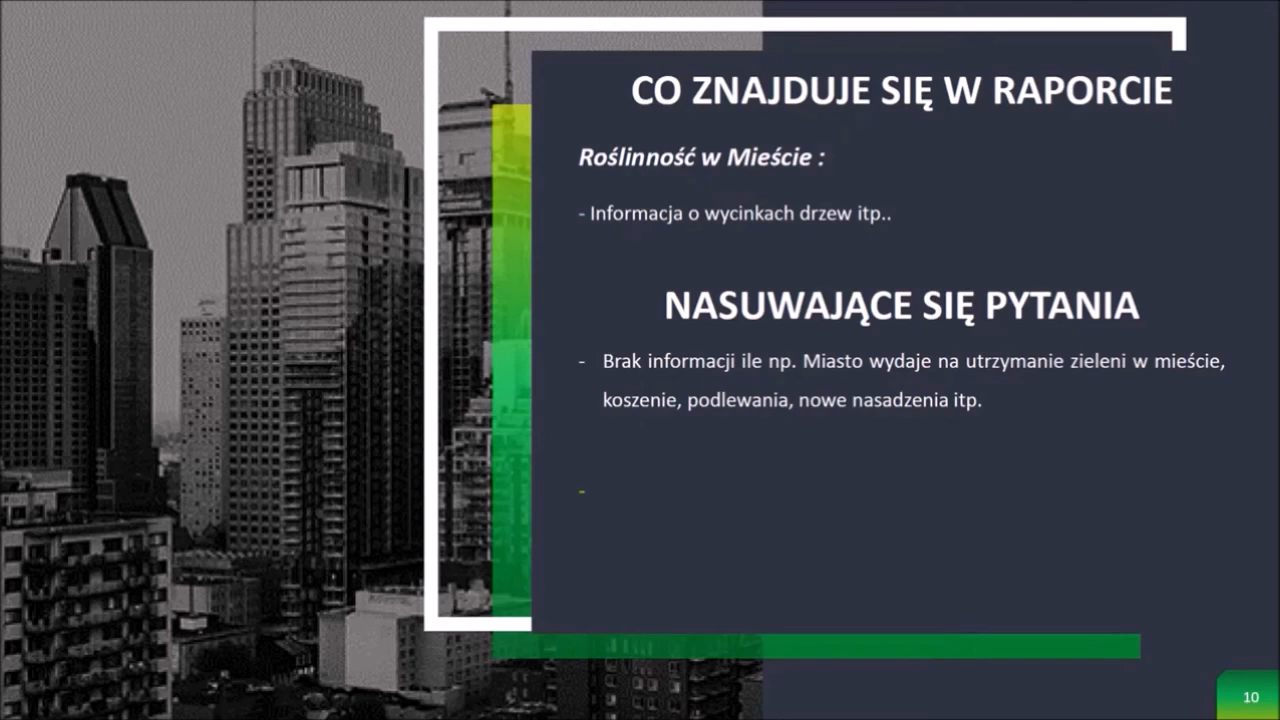 CO ZNAJDUJE SIĘ W RAPORCIE
Roślinność w Mieście :
- Informacja o wycinkach drzew itp..
NASUWAJĄCE SIĘ PYTANIA
- Brak informacji ile np. Miasto wydaje na utrzymanie zieleni w mieście,
koszenie, podlewania, nowe nasadzenia itp.
-
10